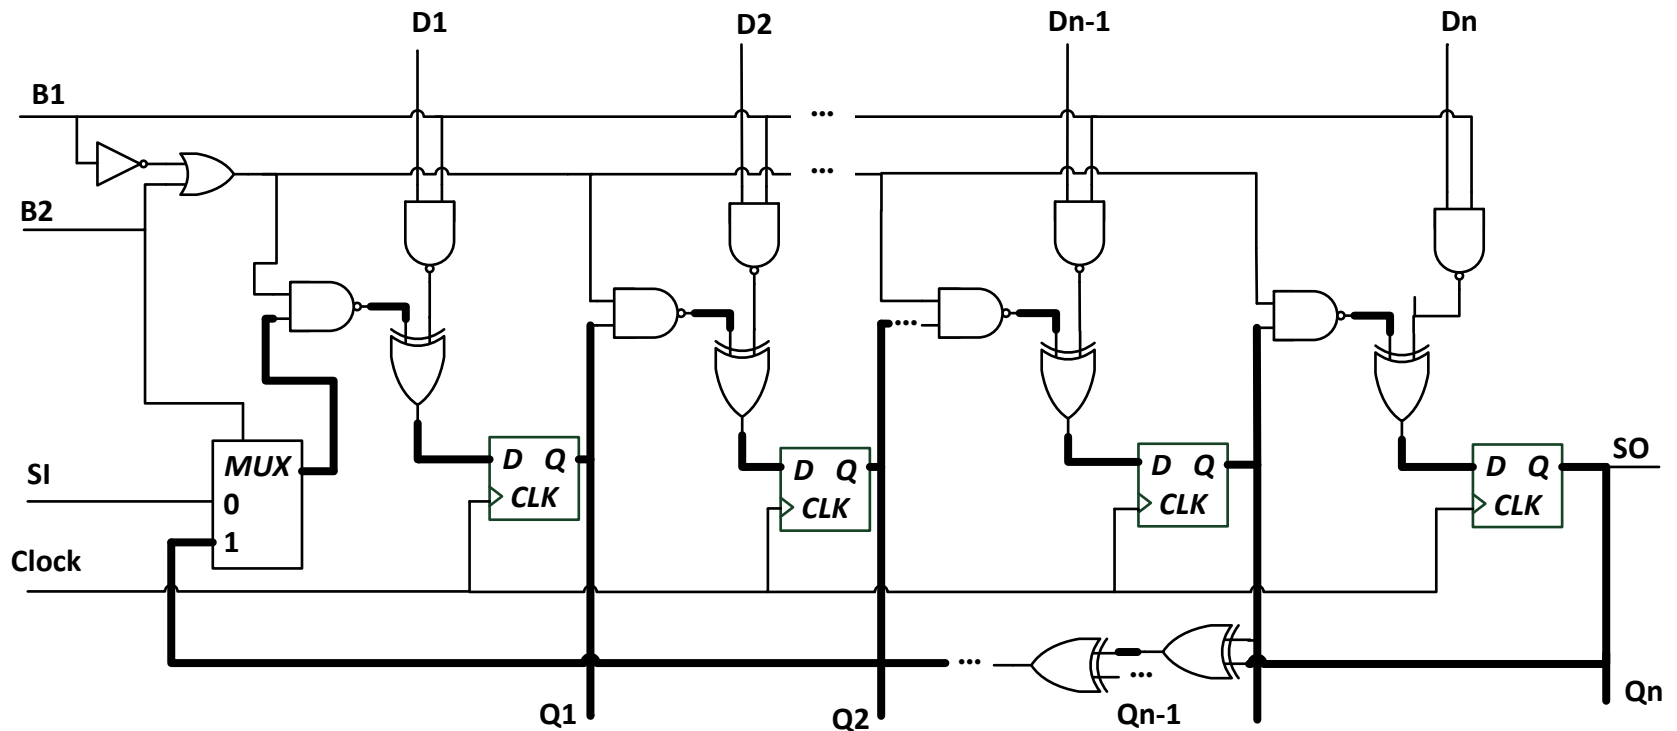 D1 D2 Dn-1 Dn
B1
...
...
B2
...
MUX
D Q D Q D Q D Q SO
SI 0 CLK CLK CLK CLK
1
Clock
...
...
Q1 Q2 Qn-1 Qn